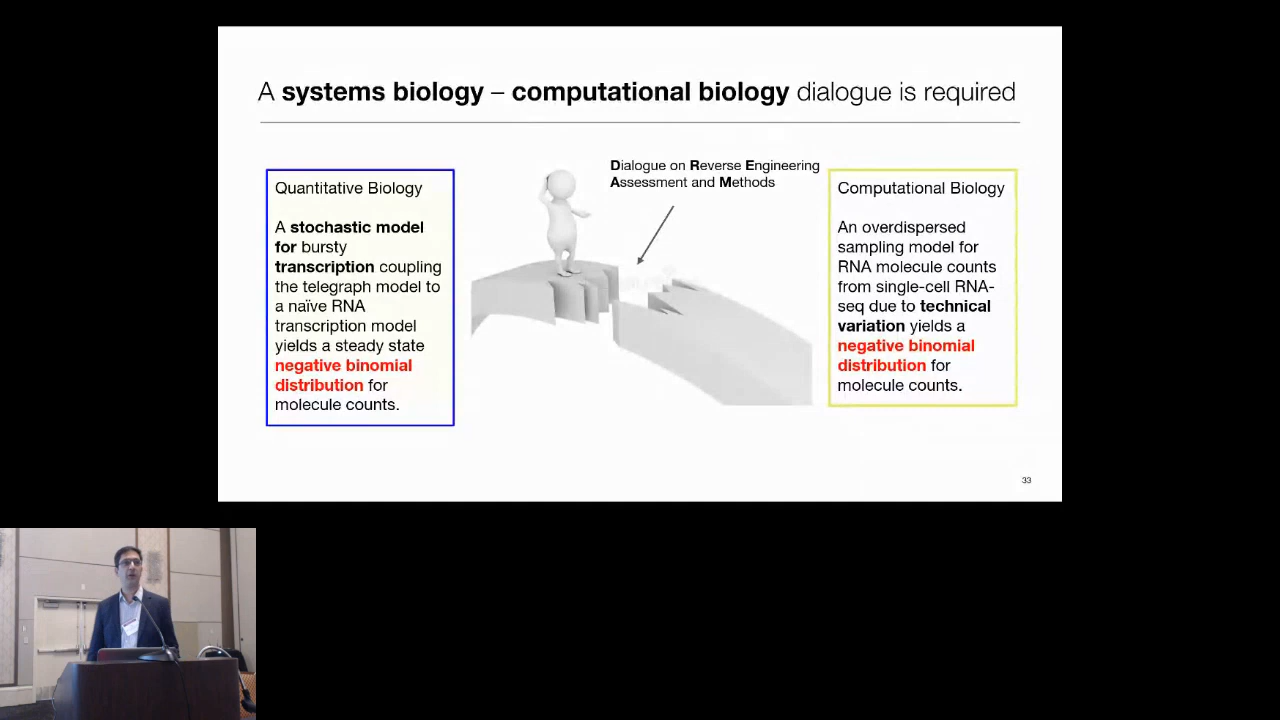 A systems biology – computational biology dialogue is required
Quantitative Biology
A stochastic model
for bursty
transcription coupling
the telegraph model to
a naïve RNA
transcription model
yields a steady state
negative binomial
distribution for
molecule counts.
Dialogue on Reverse Engineering
Assessment and Methods
Computational Biology
An overdispersed
sampling model for
RNA molecule counts
from single-cell RNA-
seq due to technical
variation yields a
negative binomial
distribution for
molecule counts.
33